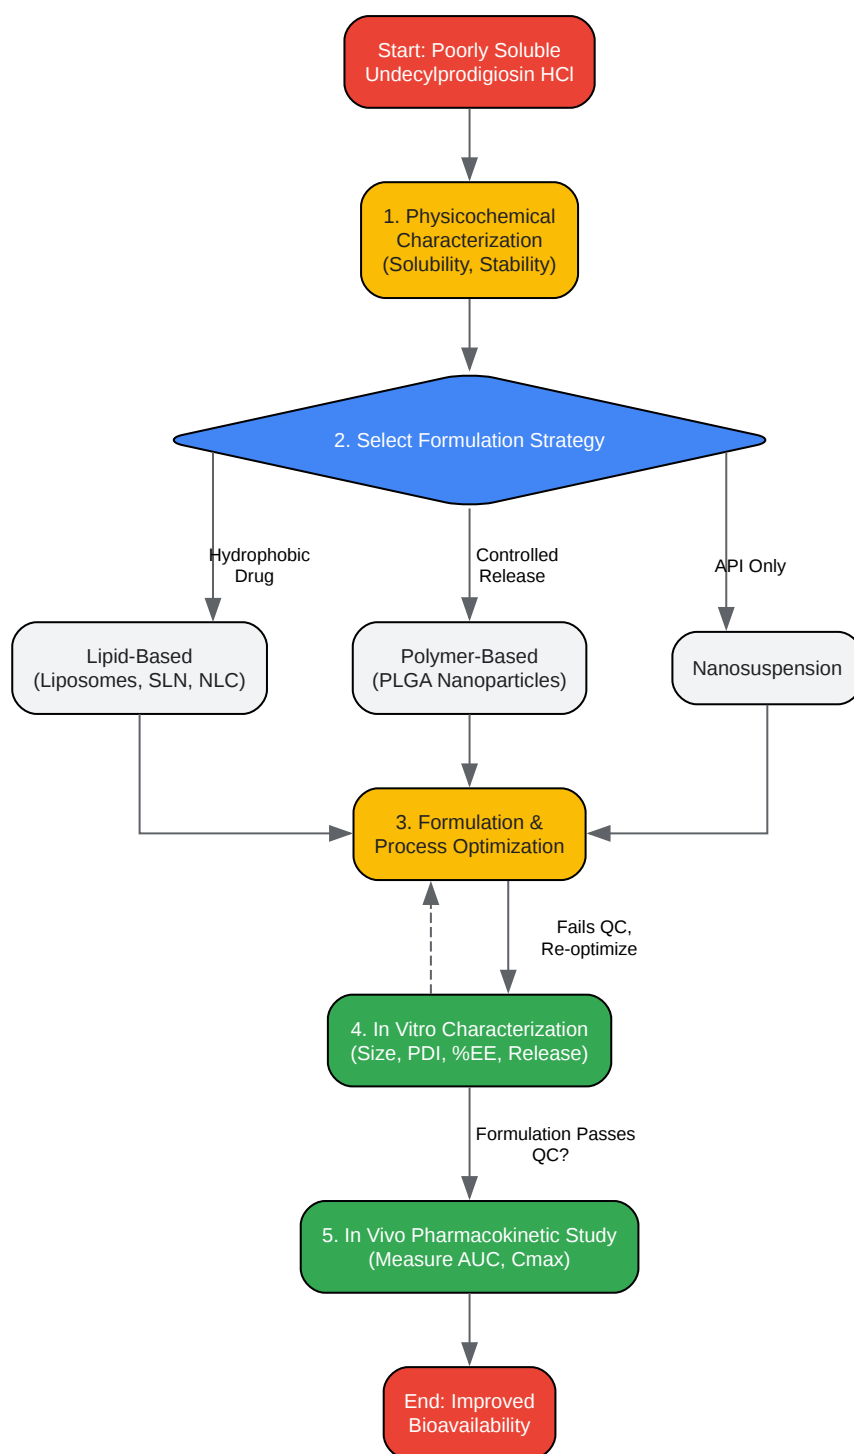 Start: Poorly Soluble
Undecylprodigiosin HCl
1. Physicochemical
Characterization
(Solubility, Stability)
2. Select Formulation Strategy
Hydrophobic
Drug
Controlled
Release
API Only
Lipid-Based
(Liposomes, SLN, NLC)
Polymer-Based
(PLGA Nanoparticles)
Nanosuspension
3. Formulation &
Process Optimization
Fails QC,
Re-optimize
4. In Vitro Characterization
(Size, PDI, %EE, Release)
Formulation Passes
QC?
5. In Vivo Pharmacokinetic Study
(Measure AUC, Cmax)
End: Improved
Bioavailability